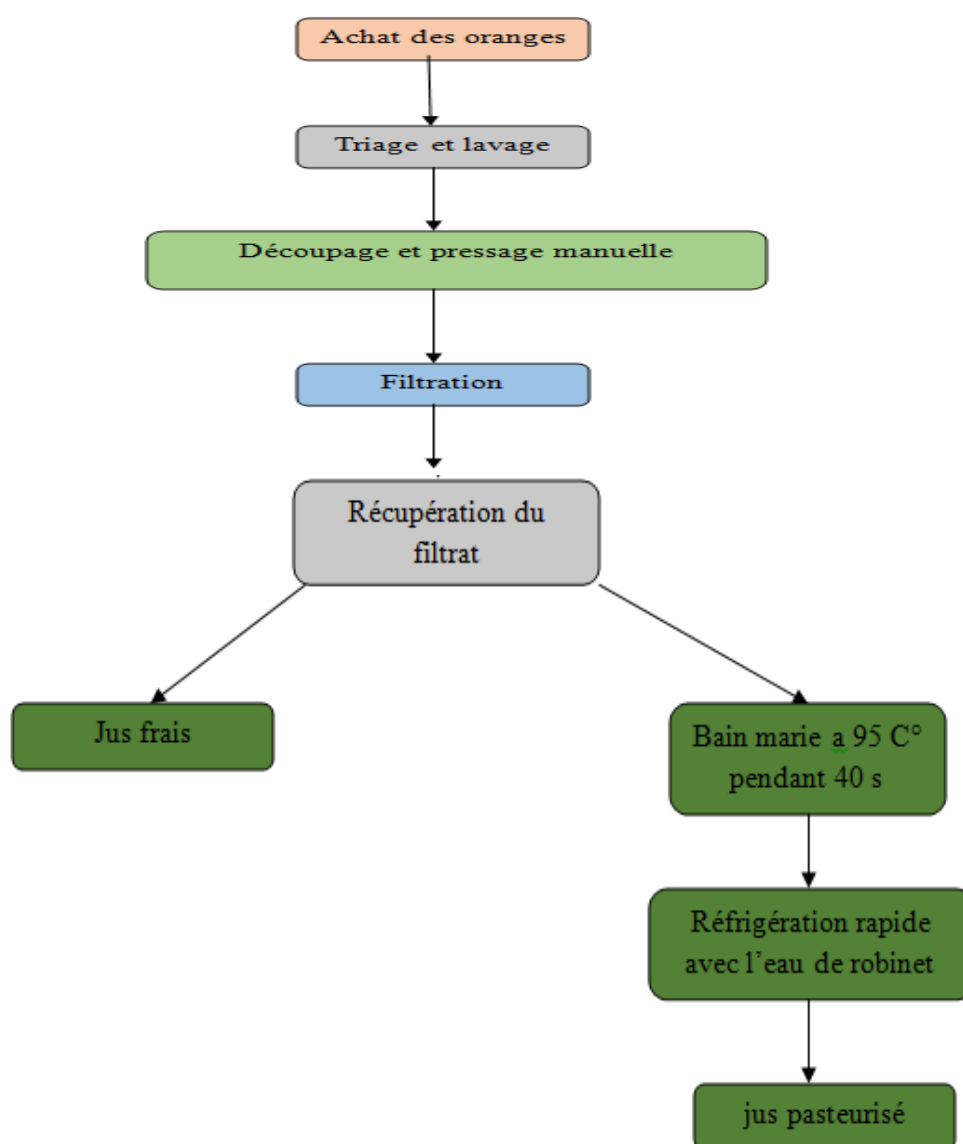 Achat des oranges
Triage et lavage
Découpage et pressage manuelle
Filtration
Récupération du
filtrat
Jus frais
Bain marie a 95 C°
pendant 40 s
Réfrigération rapide
avec l’eau de robinet
jus pasteurisé